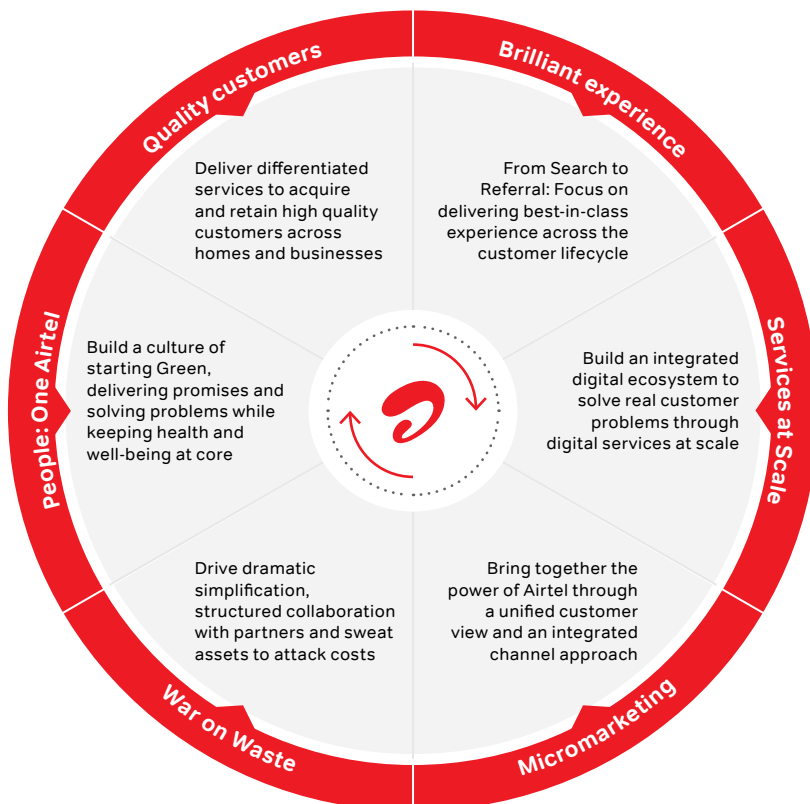 Quality customers
Deliver differentiated
services to acquire
and retain high quality
customers across
homes and businesses
Brilliant experience
From Search to
Referral: Focus on
delivering best-in-class
experience across the
customer lifecycle
Services at Scale
Build an integrated
digital ecosystem to
solve real customer
problems through
digital services at scale
Micromarketing
Bring together the
power of Airtel through
a unified customer
view and an integrated
channel approach
War on Waste
Drive dramatic
simplification,
structured collaboration
with partners and sweat
assets to attack costs
People: One Airtel
Build a culture of
starting Green,
delivering promises and
solving problems while
keeping health and
well-being at core